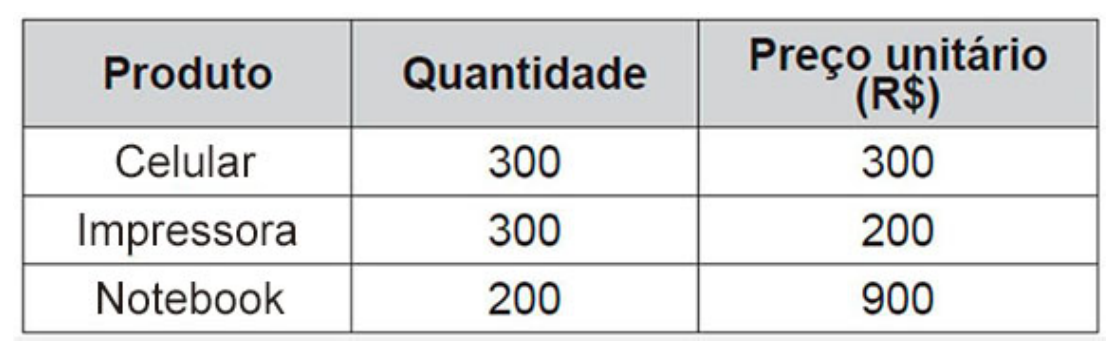 Produto Quantidade Preço unitário (R$)
Celular 300 300
Impressora 300 200
Notebook 200 900